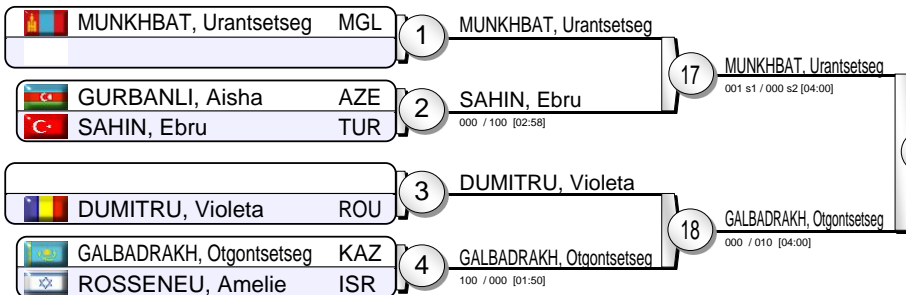 MUNKHBAT, Urantsetseg MGL
1
MUNKHBAT, Urantsetseg
GURBANLI, Aisha AZE
SAHIN, Ebru TUR
2
SAHIN, Ebru
000 / 100 [02:58]
17
MUNKHBAT, Urantsetseg
001 s1 / 000 s2 [04:00]
DUMITRU, Violeta ROU
3
DUMITRU, Violeta
GALBADRAKH, Otgontsetseg KAZ
ROSSENEU, Amelie ISR
4
GALBADRAKH, Otgontsetseg
100 / 000 [01:50]
18
GALBADRAKH, Otgontsetseg
000 / 010 [04:00]